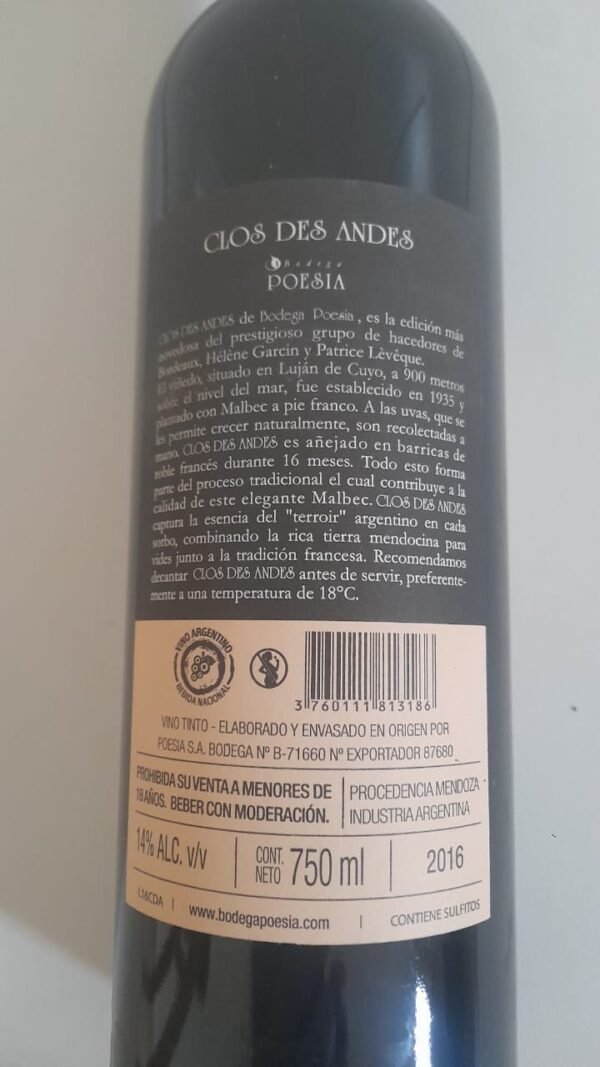 CLOS DES ANDES
Bodega
POESIA
CLOS DES ANDES de Bodega Poesía, es la edición más
novedosa del prestigioso grupo de hacedores de
Bordeaux, Hélène Garcin y Patrice Lévêque.
El viñedo, situado en Luján de Cuyo, a 900 metros
sobre el nivel del mar, fue establecido en 1935 y
plantado con Malbec a pie franco. A las uvas, que se
les permite crecer naturalmente, son recolectadas a
mano. CLOS DES ANDES es añejado en barricas de
roble francés durante 16 meses. Todo esto forma
parte del proceso tradicional el cual contribuye a la
calidad de este elegante Malbec. CLOS DES ANDES
captura la esencia del "terroir" argentino en cada
sorbo, combinando la rica tierra mendocina para
vides junto a la tradición francesa. Recomendamos
decantar CLOS DES ANDES antes de servir, preferente-
mente a una temperatura de 18°C.
VINO ARGENTINO
BEBIDA NACIONAL
3 760111 813186
VINO TINTO - ELABORADO Y ENVASADO EN ORIGEN POR
POESIA S.A. BODEGA Nº B-71660 Nº EXPORTADOR 87680
PROHIBIDA SU VENTA A MENORES DE
18 AÑOS. BEBER CON MODERACIÓN.
PROCEDENCIA MENDOZA
INDUSTRIA ARGENTINA
14% ALC. v/v
CONT.
NETO 750 ml
2016
L16CDA | www.bodegapoesia.com | CONTIENE SULFITOS